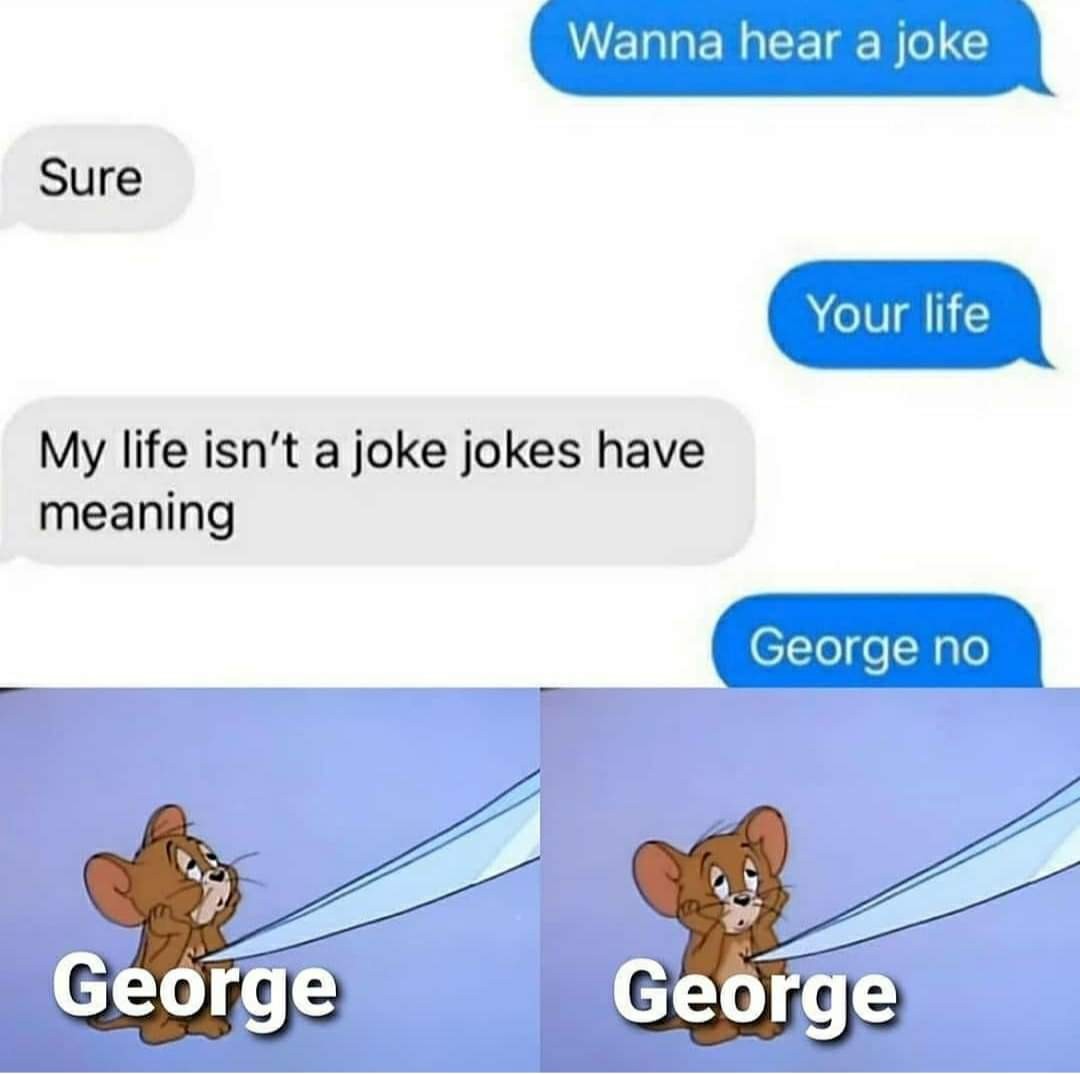 Wanna hear a joke
Sure
Your life
My life isn't a joke jokes have
meaning
George no
George
George